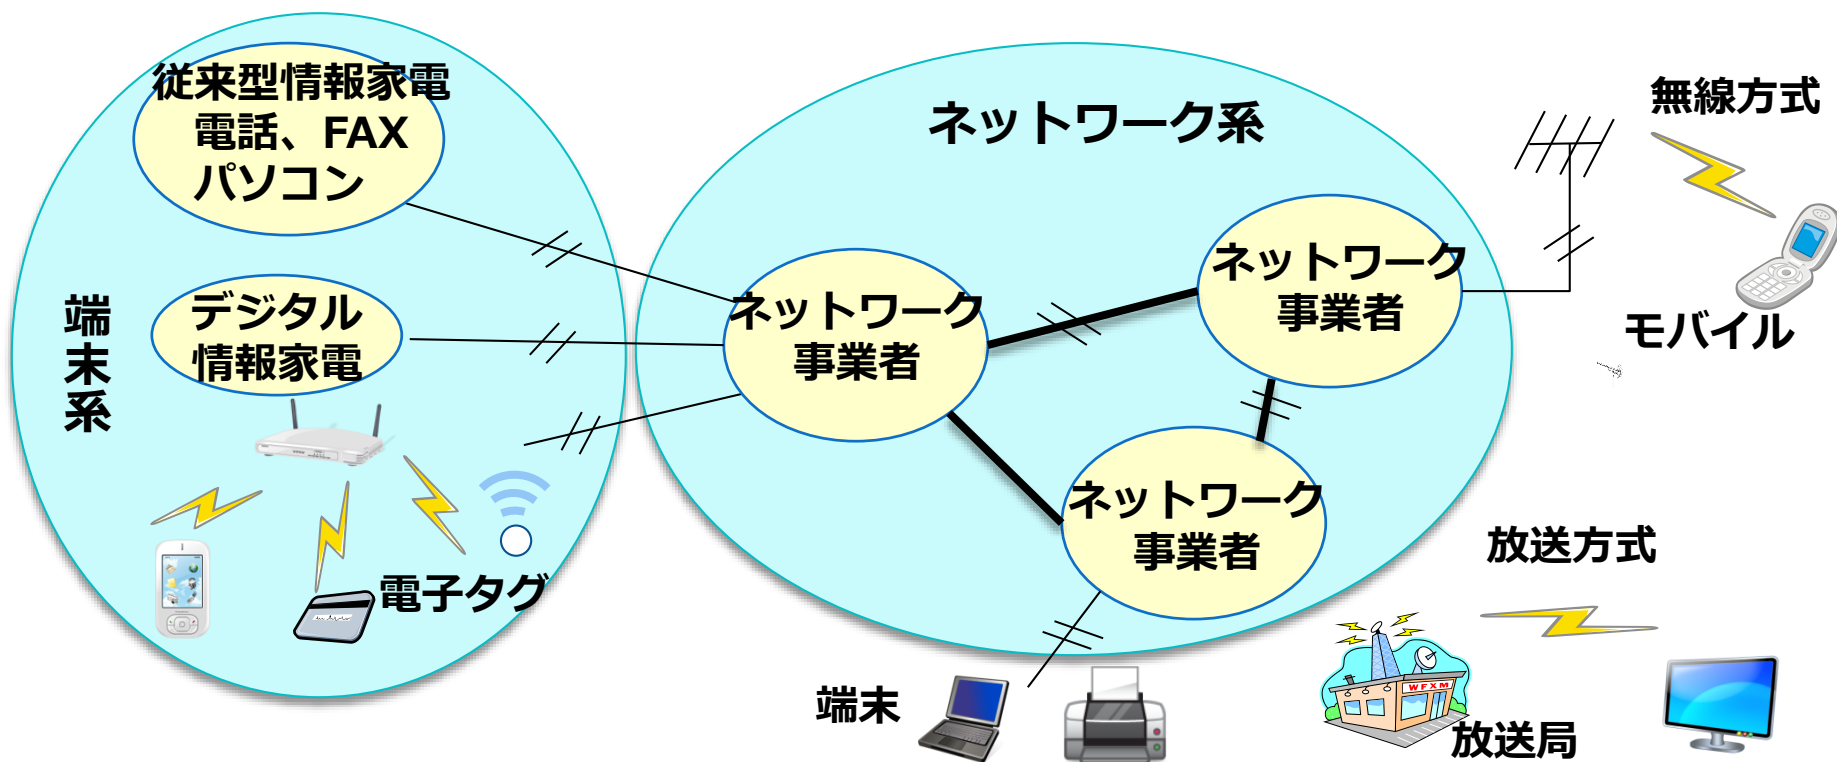 従来型情報家電
電話、FAX
パソコン
デジタル
情報家電
端
末
系
電子タグ
ネットワーク系
ネットワーク
事業者
ネットワーク
事業者
ネットワーク
事業者
無線方式
モバイル
放送方式
WFXM
放送局
端末